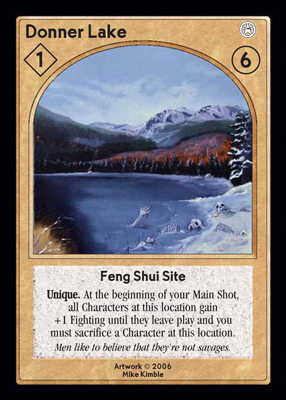 Donner Lake
1
6
Feng Shui Site
Unique. At the beginning of your Main Shot,
all Characters at this location gain
+1 Fighting until they leave play and you
must sacrifice a Character at this location.
Men like to believe that they're not savages.
Artwork © 2006
Mike Kimble